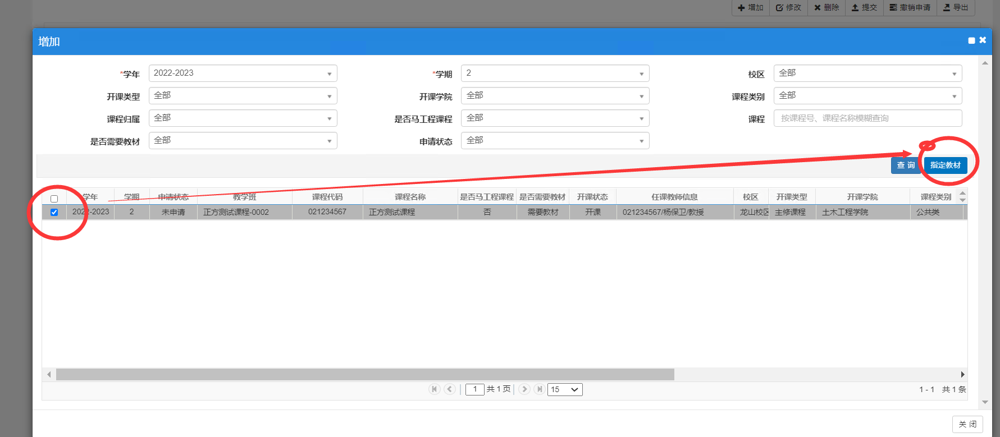 增加 修改 删除 提交 撤销申请 导出
增加
*学年 2022-2023 *学期 2 校区 全部
开课类型 全部 开课学院 全部 课程类别 全部
课程归属 全部 是否马工程课程 全部 课程 按课程号、课程名称模糊查询
是否需要教材 全部 申请状态 全部
查 询 指定教材
学年 学期 申请状态 教学班 课程代码 课程名称 是否马工程课程 是否需要教材 开课状态 任课教师信息 校区 开课类型 开课学院 课程类别
2022-2023 2 未申请 正方测试课程-0002 021234567 正方测试课程 否 需要教材 开课 021234567/杨保卫/教授 龙山校区 主修课程 土木工程学院 公共类
1 共 1 页 15 1 - 1 共 1 条
关 闭